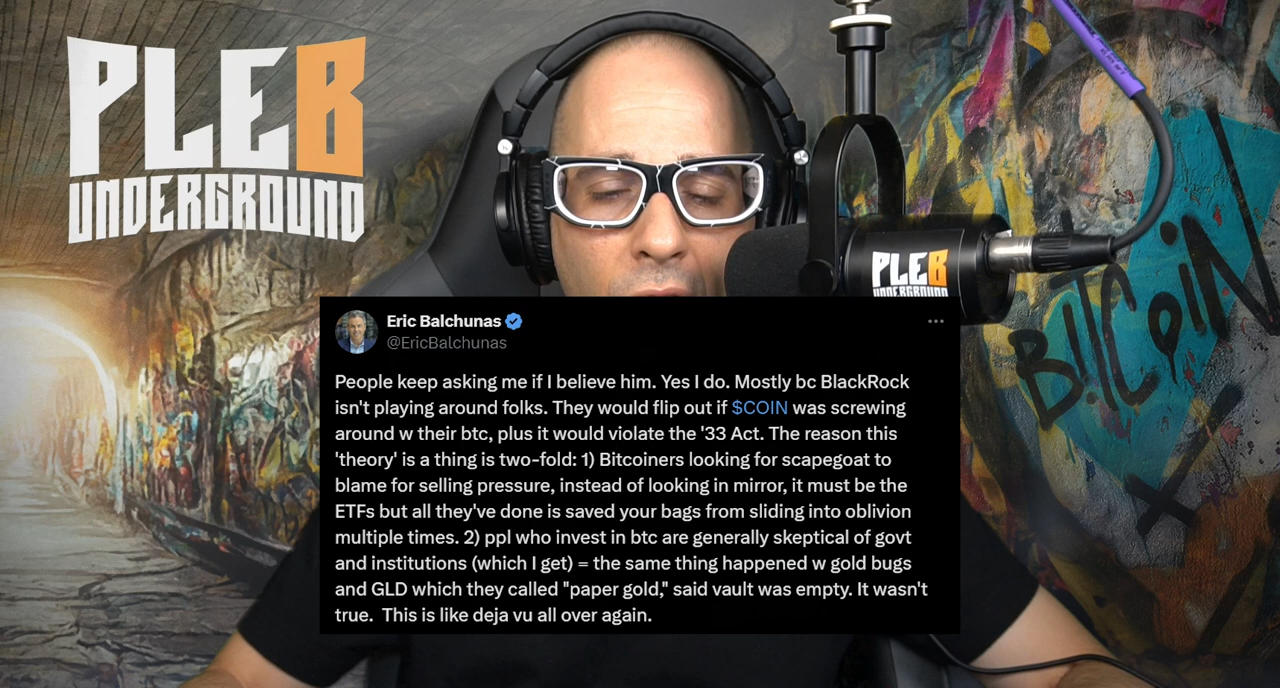 PLEB
UNDERGROUND
PLEB
UNDERGROUND
BITCOIN
Eric Balchunas
@EricBalchunas
People keep asking me if I believe him. Yes I do. Mostly bc BlackRock
isn't playing around folks. They would flip out if $COIN was screwing
around w their btc, plus it would violate the '33 Act. The reason this
'theory' is a thing is two-fold: 1) Bitcoiners looking for scapegoat to
blame for selling pressure, instead of looking in mirror, it must be the
ETFs but all they've done is saved your bags from sliding into oblivion
multiple times. 2) ppl who invest in btc are generally skeptical of govt
and institutions (which I get) = the same thing happened w gold bugs
and GLD which they called "paper gold," said vault was empty. It wasn't
true. This is like deja vu all over again.